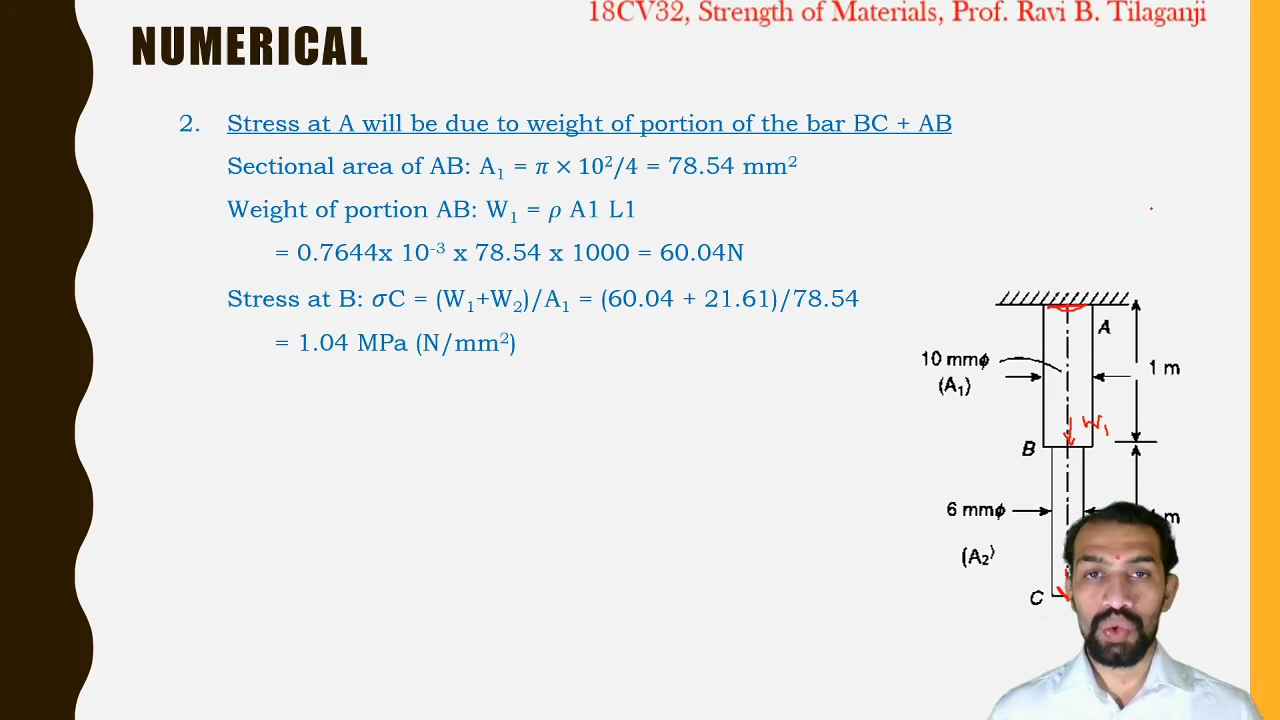 18CV32, Strength of Materials, Prof. Ravi B. Tilaganji
NUMERICAL
2. Stress at A will be due to weight of portion of the bar BC + AB
Sectional area of AB: A₁ = π × 10²/4 = 78.54 mm²
Weight of portion AB: W₁ = ρ A1 L1
= 0.7644x 10⁻³ x 78.54 x 1000 = 60.04N
Stress at B: σC = (W₁+W₂)/A₁ = (60.04 + 21.61)/78.54
= 1.04 MPa (N/mm²)
A
10 mmϕ
1 m
(A₁)
W₁
B
6 mmϕ
m
(A₂)
C